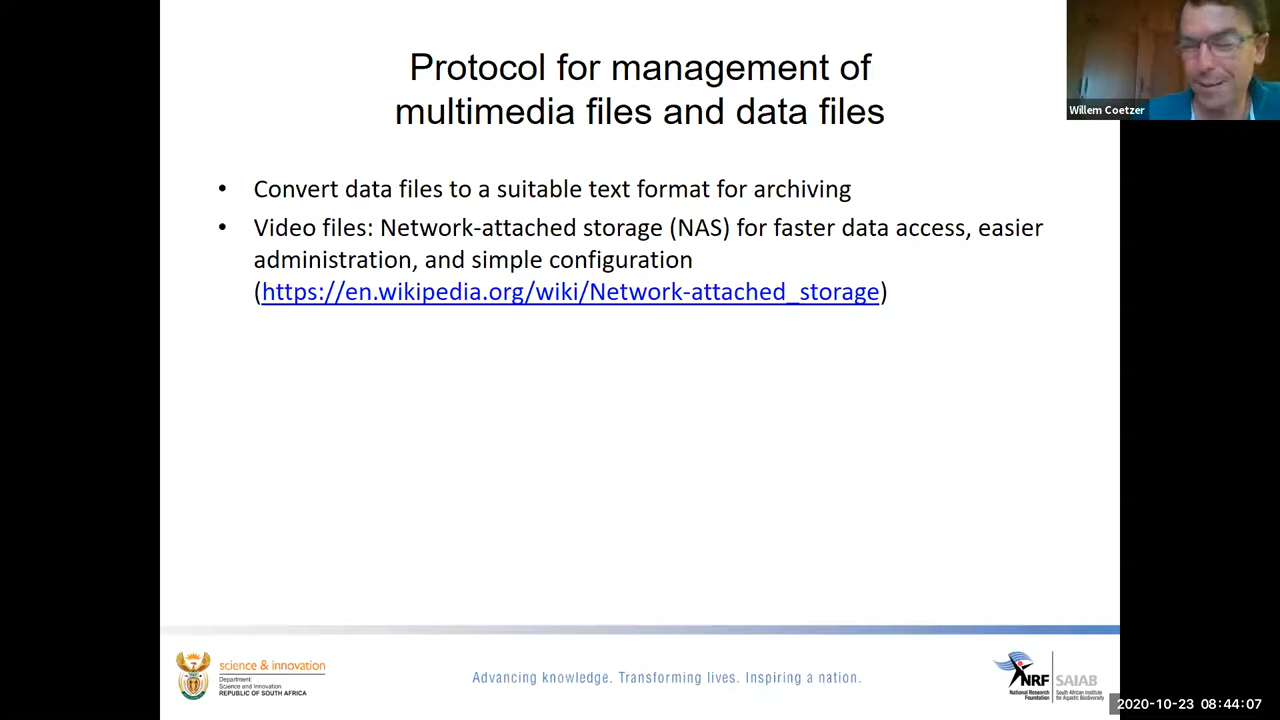 Protocol for management of
multimedia files and data files
Willem Coetzer
• Convert data files to a suitable text format for archiving
• Video files: Network-attached storage (NAS) for faster data access, easier
administration, and simple configuration
(https://en.wikipedia.org/wiki/Network-attached_storage)
science & innovation
Department:
Science and Innovation
REPUBLIC OF SOUTH AFRICA
Advancing knowledge. Transforming lives. Inspiring a nation.
NRF
National Research
Foundation
SAIAB
South African Institute
for Aquatic Biodiversity
2020-10-23 08:44:07